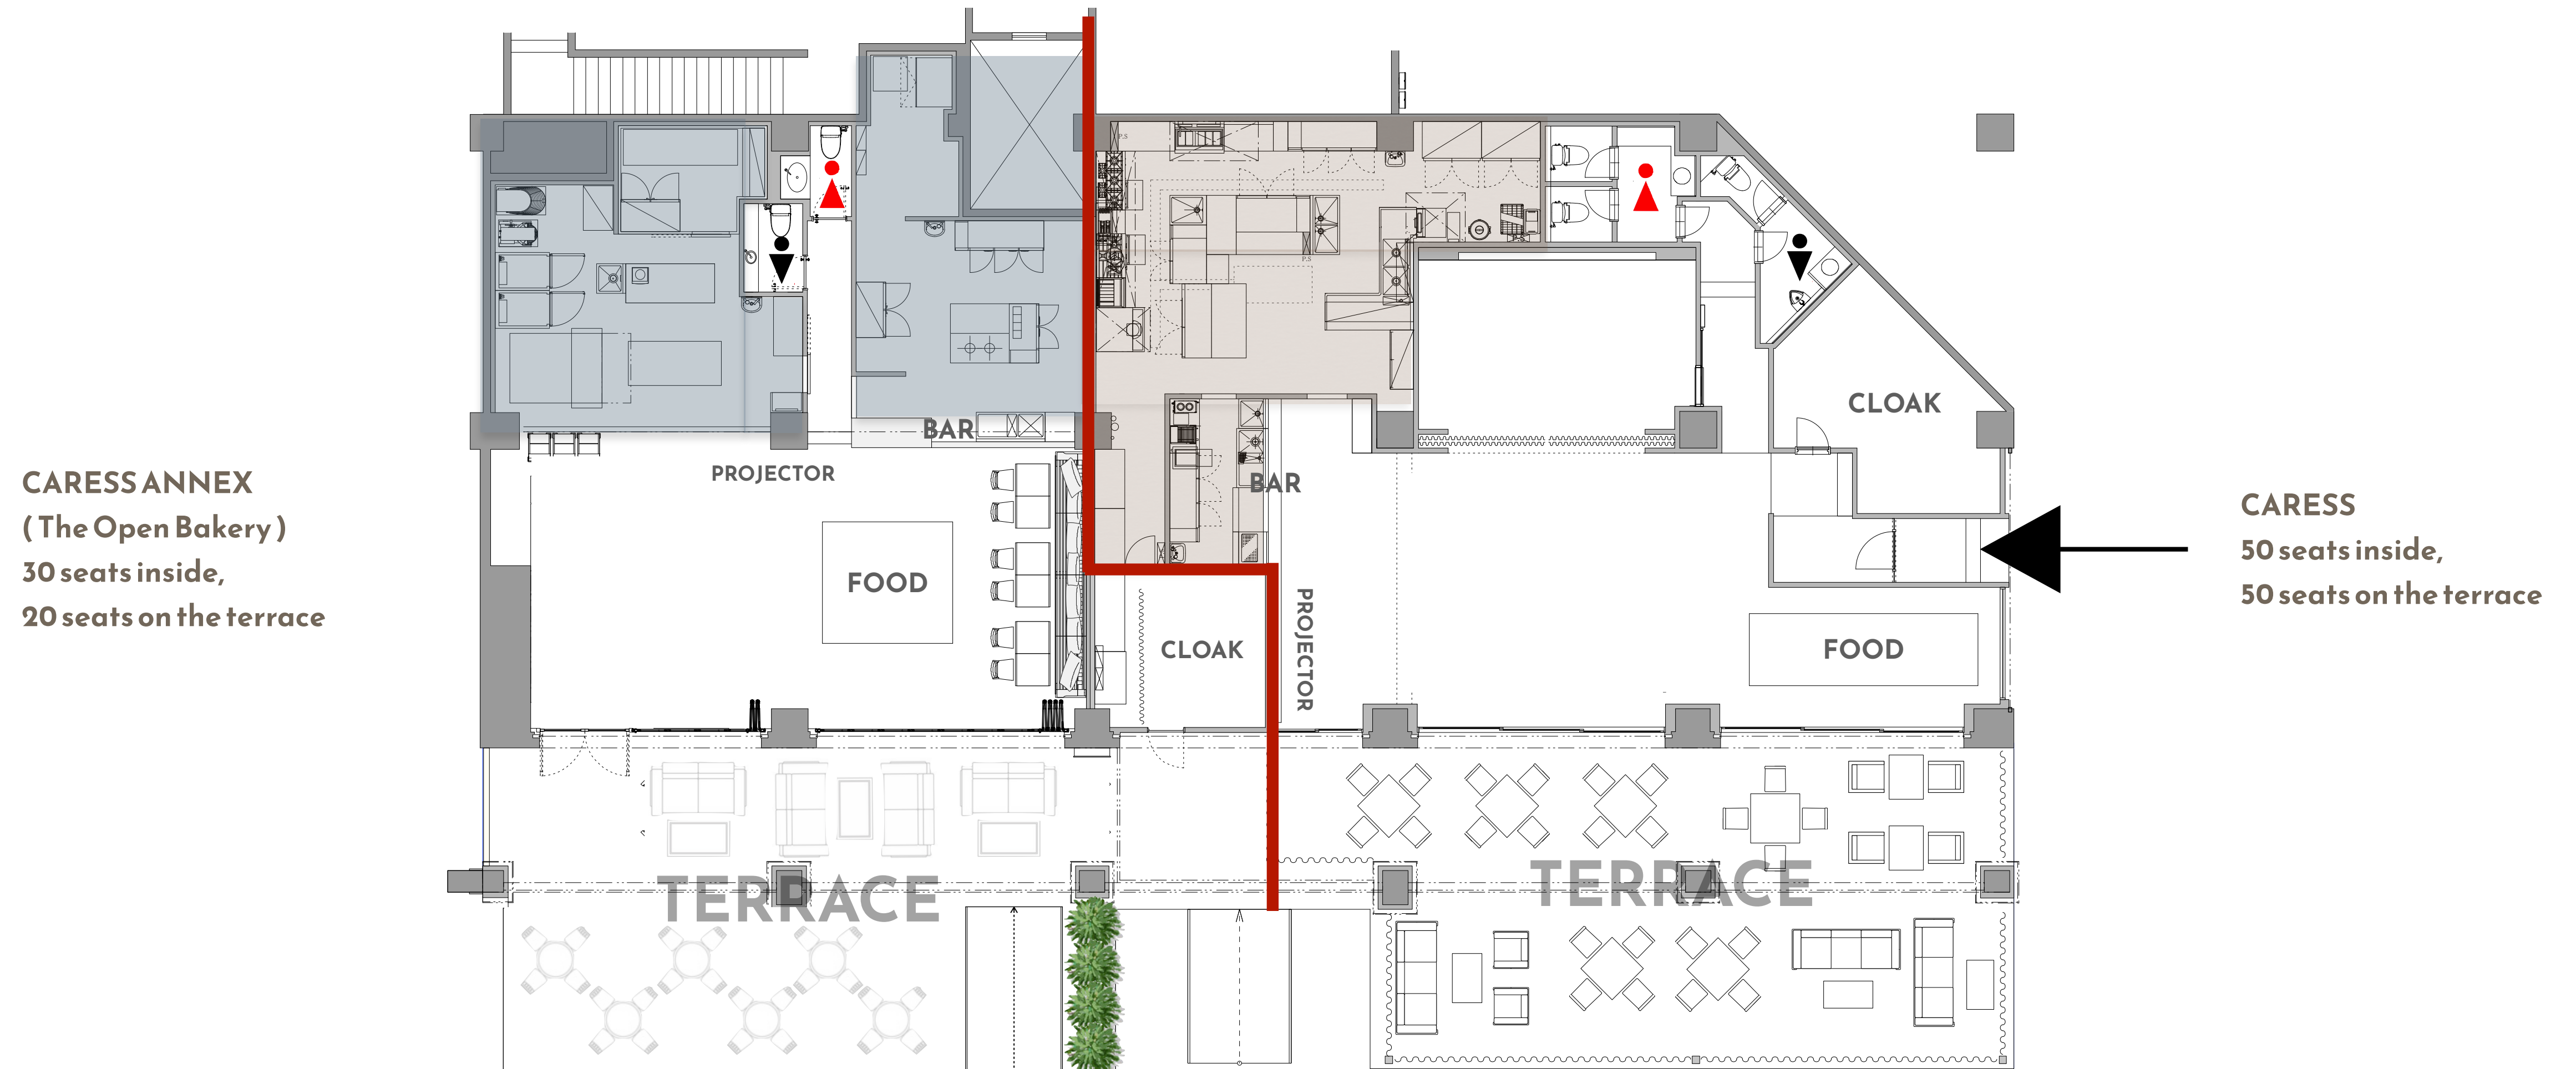 CARESS ANNEX
( The Open Bakery )
30 seats inside,
20 seats on the terrace
BAR
PROJECTOR
FOOD
TERRACE
P.S
P.S
BAR
CLOAK
PROJECTOR
CLOAK
FOOD
TERRACE
CARESS
50 seats inside,
50 seats on the terrace